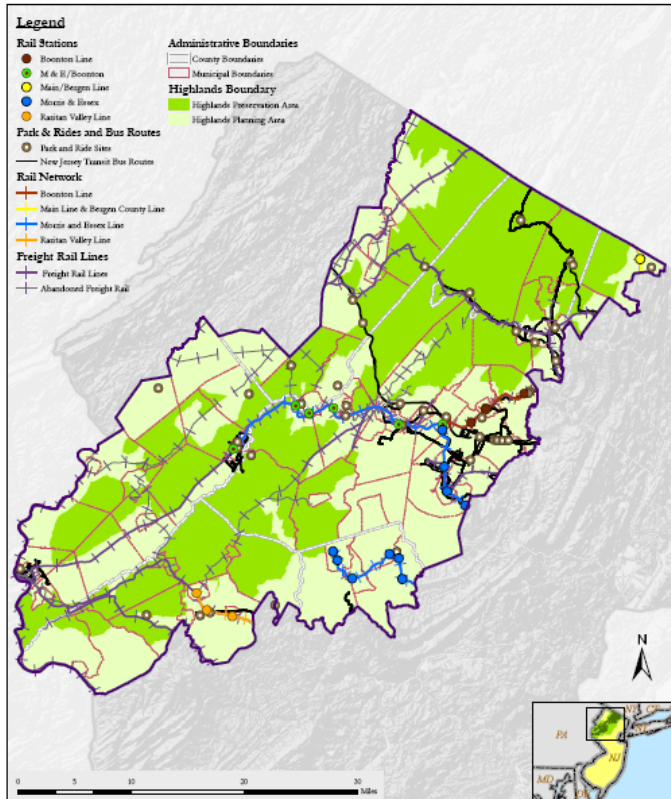 Legend
Rail Stations
Boonton Line
M & E/Boonton
Main/Bergen Line
Morris & Essex
Raritan Valley Line
Park & Rides and Bus Routes
Park and Ride Sites
New Jersey Transit Bus Routes
Rail Network
Boonton Line
Main Line & Bergen County Line
Morris and Essex Line
Raritan Valley Line
Freight Rail Lines
Freight Rail Lines
Abandoned Freight Rail
Administrative Boundaries
County Boundaries
Municipal Boundaries
Highlands Boundary
Highlands Preservation Area
Highlands Planning Area
N
0 5 10 20 30
Miles
NY CT
PA
NJ
MD
DE